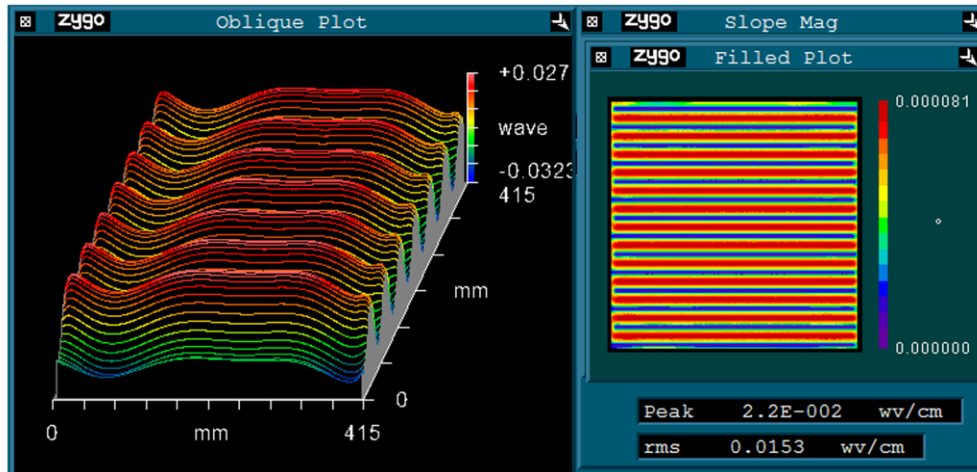 zygo Oblique Plot
+0.027
wave
-0.0323
415
mm
0
0 mm 415
zygo Slope Mag
zygo Filled Plot
0.000081
0.000000
Peak 2.2E-002 wv/cm
rms 0.0153 wv/cm